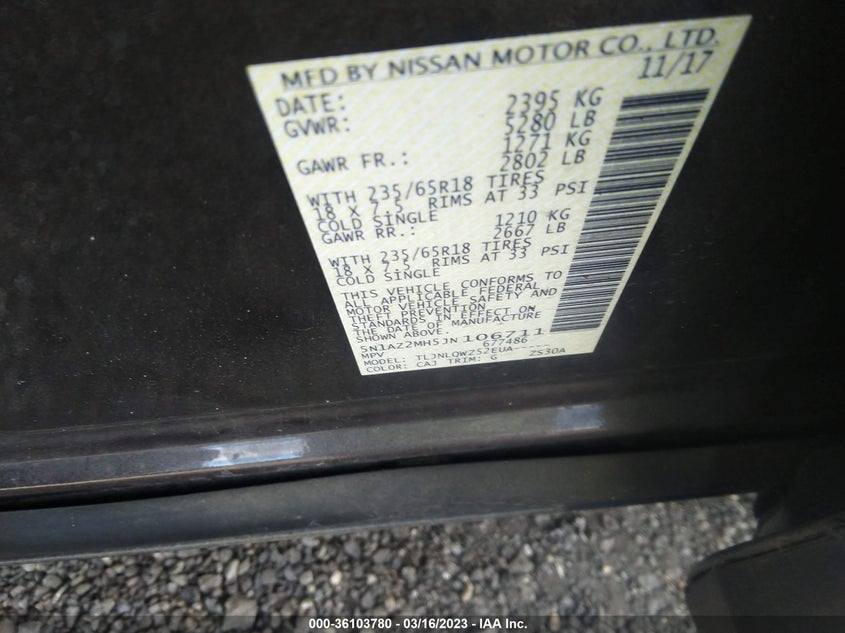 MFD BY NISSAN MOTOR CO., LTD.
DATE: 11/17
GVWR: 2395 KG
5280 LB
GAWR FR.: 1271 KG
2802 LB
WITH 235/65R18 TIRES
18 X 7.5 RIMS AT 33 PSI
COLD SINGLE
GAWR RR.: 1210 KG
2667 LB
WITH 235/65R18 TIRES
18 X 7.5 RIMS AT 33 PSI
COLD SINGLE
THIS VEHICLE CONFORMS TO
ALL APPLICABLE FEDERAL
MOTOR VEHICLE SAFETY AND
THEFT PREVENTION
STANDARDS IN EFFECT ON
THE DATE OF MANUFACTURE
SHOWN ABOVE.
5N1AZ2MH5JN106711
MPV 677486
MODEL: TLJNLQWZ52EUA-----
COLOR: CAJ TRIM: G ZS30A
000-36103780 - 03/16/2023 - IAA Inc.